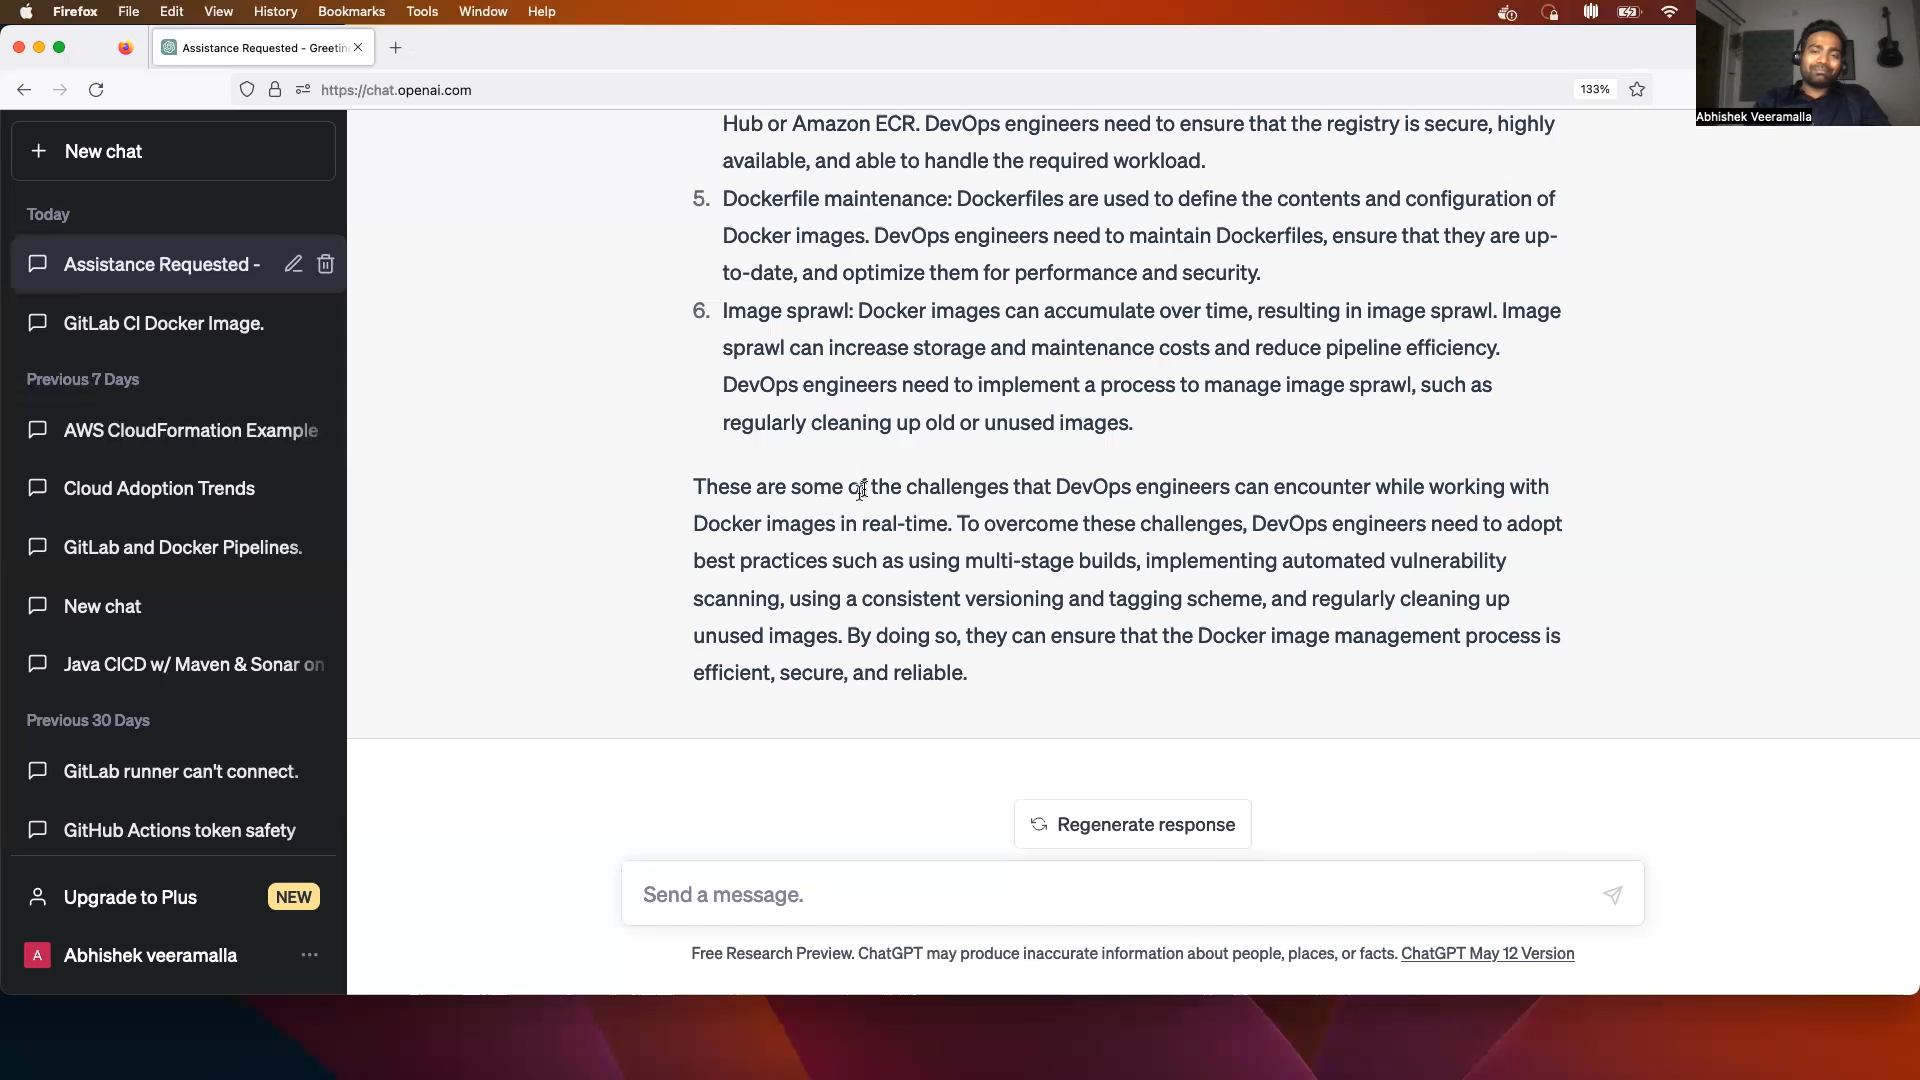 Firefox File Edit View History Bookmarks Tools Window Help
Assistance Requested - Greetin
https://chat.openai.com
133%
Abhishek Veeramalla
New chat
Today
Assistance Requested -
GitLab CI Docker Image.
Previous 7 Days
AWS CloudFormation Example
Cloud Adoption Trends
GitLab and Docker Pipelines.
New chat
Java CICD w/ Maven & Sonar on
Previous 30 Days
GitLab runner can't connect.
GitHub Actions token safety
Upgrade to Plus NEW
A Abhishek veeramalla
Hub or Amazon ECR. DevOps engineers need to ensure that the registry is secure, highly
available, and able to handle the required workload.
5. Dockerfile maintenance: Dockerfiles are used to define the contents and configuration of
Docker images. DevOps engineers need to maintain Dockerfiles, ensure that they are up-
to-date, and optimize them for performance and security.
6. Image sprawl: Docker images can accumulate over time, resulting in image sprawl. Image
sprawl can increase storage and maintenance costs and reduce pipeline efficiency.
DevOps engineers need to implement a process to manage image sprawl, such as
regularly cleaning up old or unused images.
These are some of the challenges that DevOps engineers can encounter while working with
Docker images in real-time. To overcome these challenges, DevOps engineers need to adopt
best practices such as using multi-stage builds, implementing automated vulnerability
scanning, using a consistent versioning and tagging scheme, and regularly cleaning up
unused images. By doing so, they can ensure that the Docker image management process is
efficient, secure, and reliable.
Regenerate response
Send a message.
Free Research Preview. ChatGPT may produce inaccurate information about people, places, or facts. ChatGPT May 12 Version